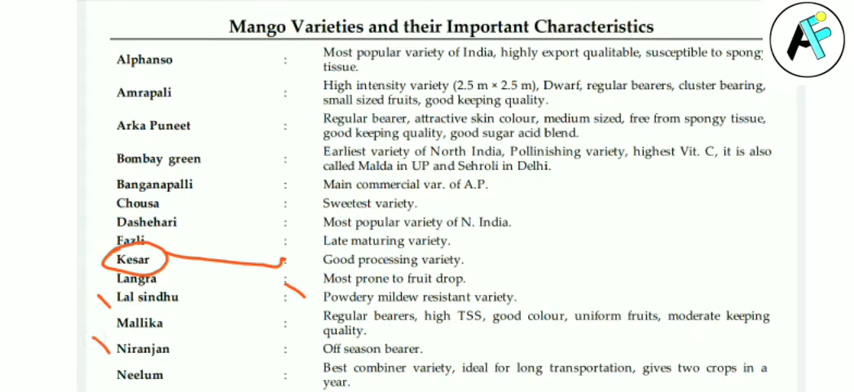 Mango Varieties and their Important Characteristics
Alphonso : Most popular variety of India, highly export qualitable, susceptible to spongy
tissue.
Amrapali : High intensity variety (2.5 m × 2.5 m), Dwarf, regular bearers, cluster bearing,
small sized fruits, good keeping quality.
Arka Puneet : Regular bearer, attractive skin colour, medium sized, free from spongy tissue,
good keeping quality, good sugar acid blend.
Bombay green : Earliest variety of North India, Pollinishing variety, highest Vit. C, it is also
called Malda in UP and Sehroli in Delhi.
Banganapalli : Main commercial var. of A.P.
Chousa : Sweetest variety.
Dashehari : Most popular variety of N. India.
Fazli : Late maturing variety.
Kesar : Good processing variety.
Langra : Most prone to fruit drop.
Lal sindhu : Powdery mildew resistant variety.
Mallika : Regular bearers, high TSS, good colour, uniform fruits, moderate keeping
quality.
Niranjan : Off season bearer.
Neelum : Best combiner variety, ideal for long transportation, gives two crops in a
year.